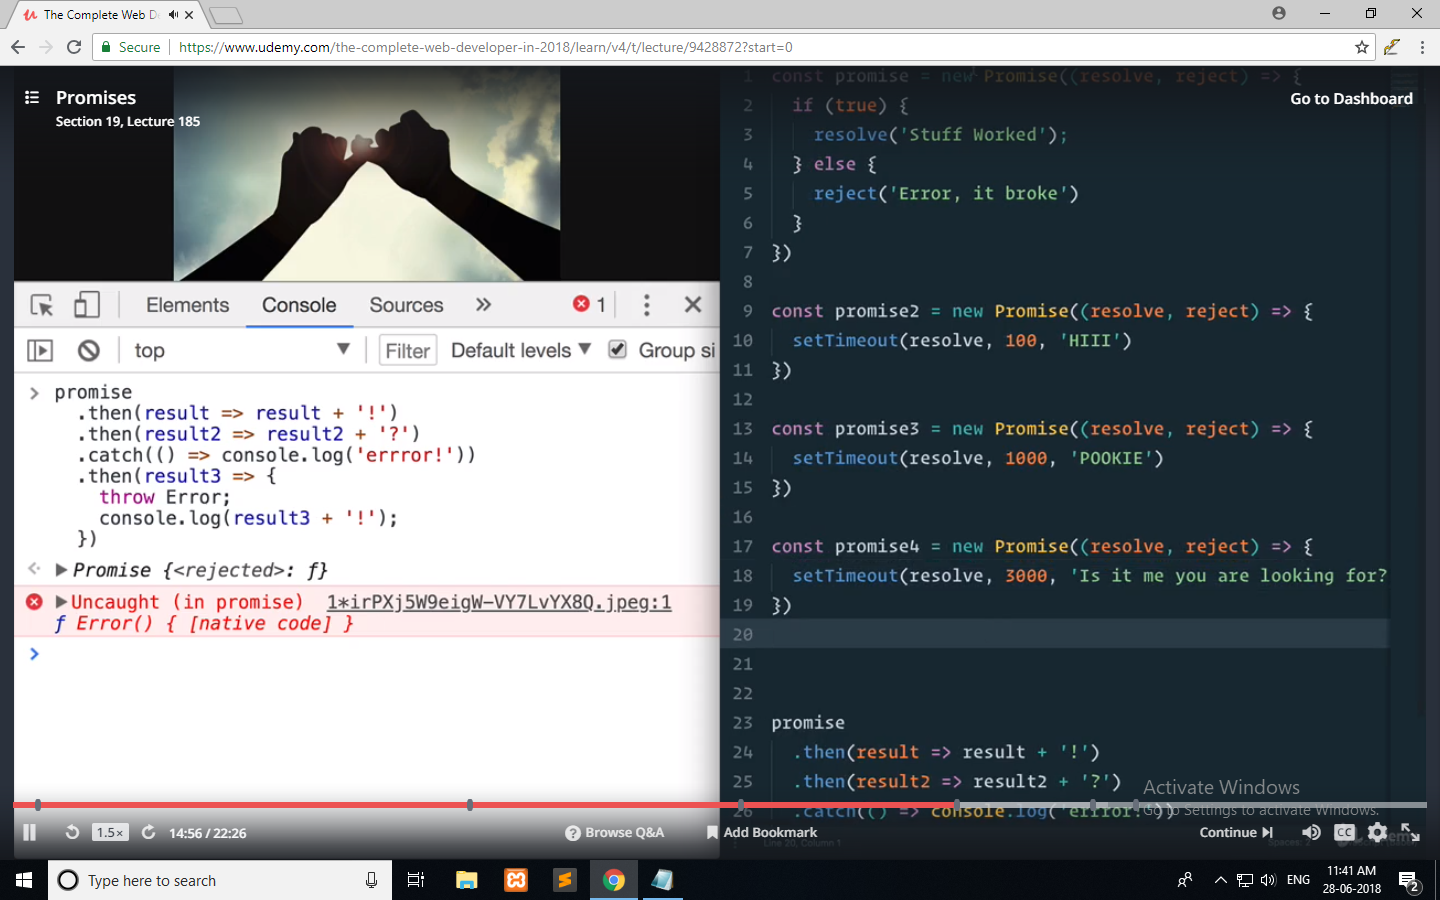 The Complete Web De
Secure
https://www.udemy.com/the-complete-web-developer-in-2018/learn/v4/t/lecture/9428872?start=0
Promises
Section 19, Lecture 185
Go to Dashboard
Elements Console Sources » 1
top Filter Default levels Group si
promise
.then(result => result + '!')
.then(result2 => result2 + '?')
.catch(() => console.log('errror!'))
.then(result3 => {
throw Error;
console.log(result3 + '!');
})
Promise {<rejected>: ƒ}
Uncaught (in promise) 1*irPXj5W9eigW-VY7LvYX8Q.jpeg:1
ƒ Error() { [native code] }
1 const promise = new Promise((resolve, reject) => {
2 if (true) {
3 resolve('Stuff Worked');
4 } else {
5 reject('Error, it broke')
6 }
7 })
8
9 const promise2 = new Promise((resolve, reject) => {
10 setTimeout(resolve, 100, 'HIII')
11 })
12
13 const promise3 = new Promise((resolve, reject) => {
14 setTimeout(resolve, 1000, 'POOKIE')
15 })
16
17 const promise4 = new Promise((resolve, reject) => {
18 setTimeout(resolve, 3000, 'Is it me you are looking for?
19 })
20
21
22
23 promise
24 .then(result => result + '!')
25 .then(result2 => result2 + '?')
26 .catch(() => console.log('errror!'))
Activate Windows
Go to Settings to activate Windows.
1.5× 14:56 / 22:26
Browse Q&A
Add Bookmark
Continue
CC
Line 20, Column 1
Spaces: 2
Type here to search
ENG
11:41 AM
28-06-2018
2